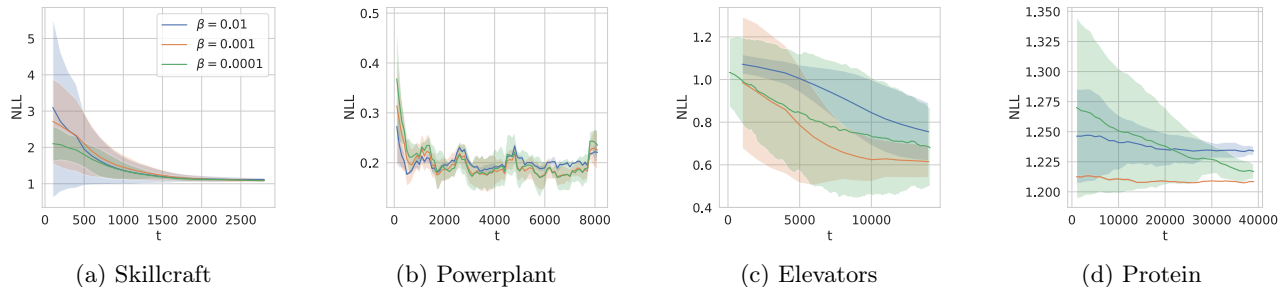 NLL
5
4
3
2
1
β = 0.01
β = 0.001
β = 0.0001
0 500 1000 1500 2000 2500
t
(a) Skillcraft
NLL
0.5
0.4
0.3
0.2
0 2000 4000 6000 8000
t
(b) Powerplant
NLL
1.2
1.0
0.8
0.6
0.4
0 5000 10000
t
(c) Elevators
NLL
1.350
1.325
1.300
1.275
1.250
1.225
1.200
0 10000 20000 30000 40000
t
(d) Protein